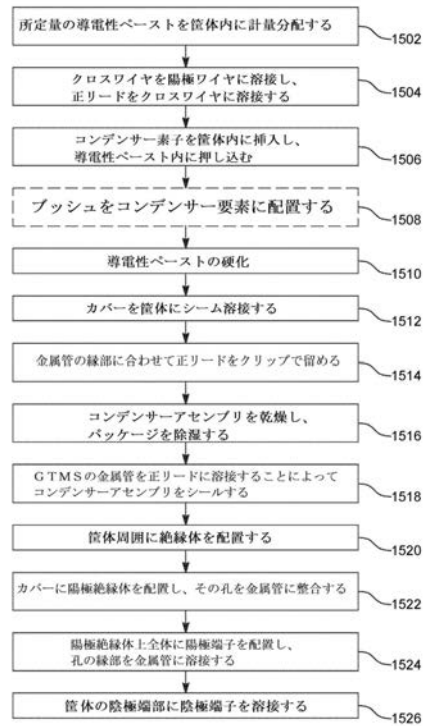 所定量の導電性ペーストを筐体内に計量分配する
1502
クロスワイヤを陽極ワイヤに溶接し、
正リードをクロスワイヤに溶接する
1504
コンデンサー素子を筐体内に挿入し、
導電性ペースト内に押し込む
1506
ブッシュをコンデンサー要素に配置する
1508
導電性ペーストの硬化
1510
カバーを筐体にシーム溶接する
1512
金属管の縁部に合わせて正リードをクリップで留める
1514
コンデンサーアセンブリを乾燥し、
パッケージを除湿する
1516
GTMSの金属管を正リードに溶接することによって
コンデンサーアセンブリをシールする
1518
筐体周囲に絶縁体を配置する
1520
カバーに陽極絶縁体を配置し、その孔を金属管に整合する
1522
陽極絶縁体上全体に陽極端子を配置し、
孔の縁部を金属管に溶接する
1524
筐体の陰極端部に陰極端子を溶接する
1526